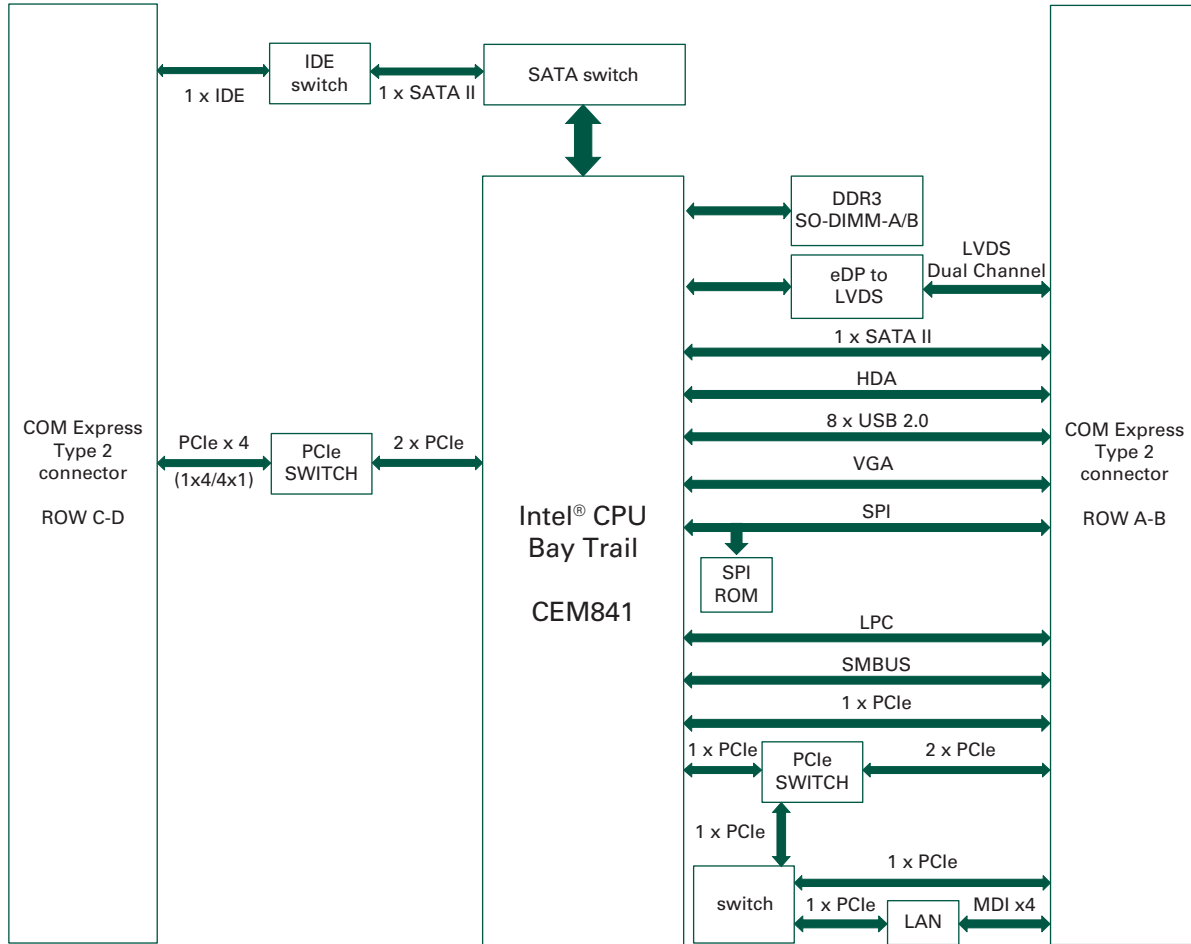 IDE
switch
1 x IDE
1 x SATA II
SATA switch
DDR3
SO-DIMM-A/B
eDP to
LVDS
LVDS
Dual Channel
1 x SATA II
HDA
8 x USB 2.0
VGA
SPI
SPI
ROM
COM Express
Type 2
connector
ROW C-D
PCIe x 4
(1x4/4x1)
PCIe
SWITCH
2 x PCIe
Intel® CPU
Bay Trail
CEM841
COM Express
Type 2
connector
ROW A-B
LPC
SMBUS
1 x PCIe
1 x PCIe
PCIe
SWITCH
2 x PCIe
1 x PCIe
switch
1 x PCIe
1 x PCIe
LAN
MDI x4